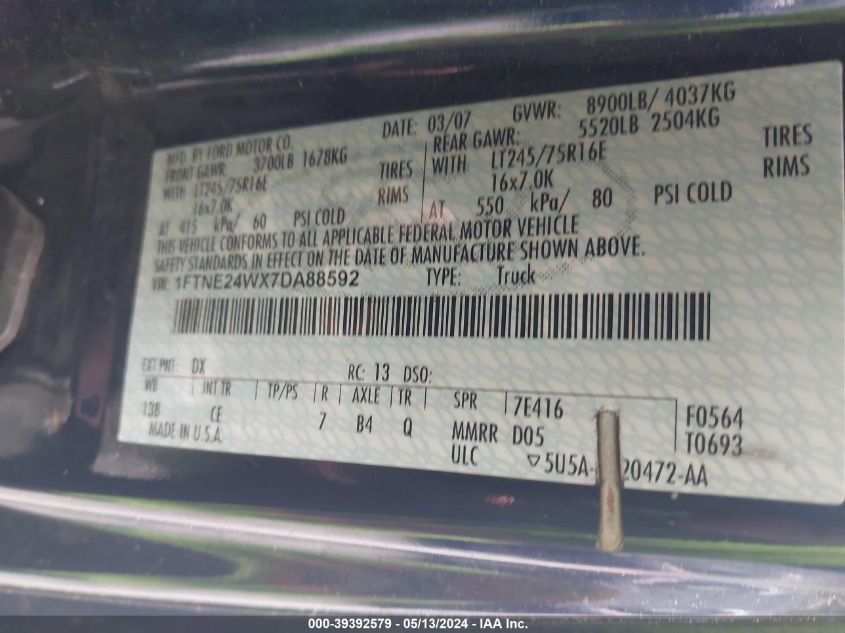 MFD. BY FORD MOTOR CO.
DATE: 03/07 GVWR: 8900LB/ 4037KG
FRONT GAWR: 3700LB 1678KG
REAR GAWR: 5520LB 2504KG
WITH LT245/75R16E TIRES
WITH LT245/75R16E TIRES
16x7.0K RIMS
16x7.0K RIMS
AT 415 kPa/ 60 PSI COLD
AT 550 kPa/ 80 PSI COLD
THIS VEHICLE CONFORMS TO ALL APPLICABLE FEDERAL MOTOR VEHICLE
SAFETY STANDARDS IN EFFECT ON THE DATE OF MANUFACTURE SHOWN ABOVE.
VIN: 1FTNE24WX7DA88592 TYPE: Truck
EXT PNT: DX RC: 13 DSO:
WB INT TR TP/PS R AXLE TR SPR 7E416 F0564
138 CE 7 B4 Q MMRR D05 T0693
MADE IN U.S.A. ULC ▽5U5A- 20472-AA
000-39392579 - 05/13/2024 - IAA Inc.